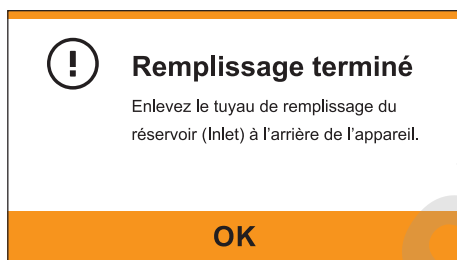 Remplissage terminé
Enlevez le tuyau de remplissage du
réservoir (Inlet) à l'arrière de l'appareil.
OK